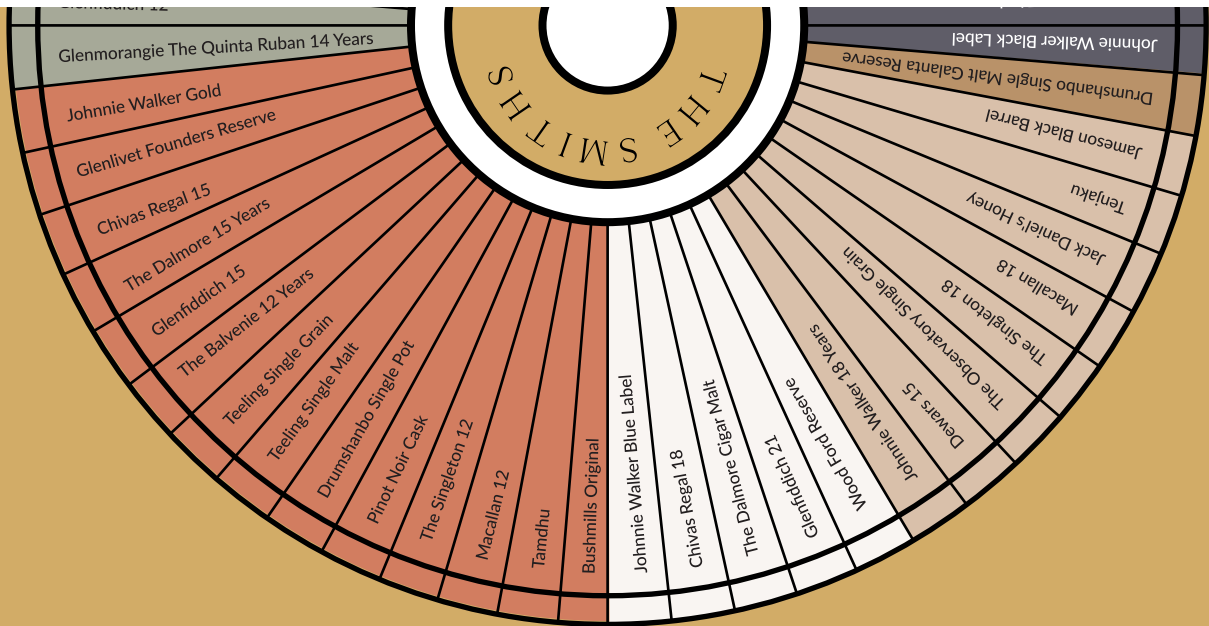 Glenfiddich 12
Glenmorangie The Quinta Ruban 14 Years
Johnnie Walker Gold
Glenlivet Founders Reserve
Chivas Regal 15
The Dalmore 15 Years
Glenfiddich 15
The Balvenie 12 Years
Teeling Single Grain
Teeling Single Malt
Drumshanbo Single Pot
Pinot Noir Cask
The Singleton 12
Macallan 12
Tamdhu
Bushmills Original
Johnnie Walker Blue Label
Chivas Regal 18
The Dalmore Cigar Malt
Glenfiddich 21
Wood Ford Reserve
Johnnie Walker 18 Years
Dewars 15
The Observatory Single Grain
The Singleton 18
Macallan 18
Jack Daniel's Honey
Tenjaku
Jameson Black Barrel
Drumshanbo Single Malt Galanta Reserve
Johnnie Walker Black Label
THE SMITHS